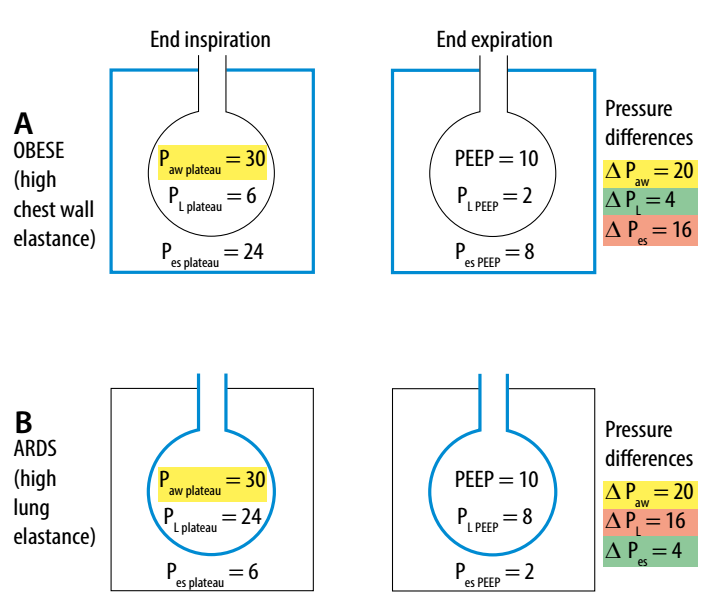 End inspiration
End expiration
A
OBESE
(high
chest wall
elastance)
P aw plateau = 30
P L plateau = 6
P es plateau = 24
PEEP = 10
P L PEEP = 2
P es PEEP = 8
Pressure
differences
Δ P aw = 20
Δ P L = 4
Δ P es = 16
B
ARDS
(high
lung
elastance)
P aw plateau = 30
P L plateau = 24
P es plateau = 6
PEEP = 10
P L PEEP = 8
P es PEEP = 2
Pressure
differences
Δ P aw = 20
Δ P L = 16
Δ P es = 4